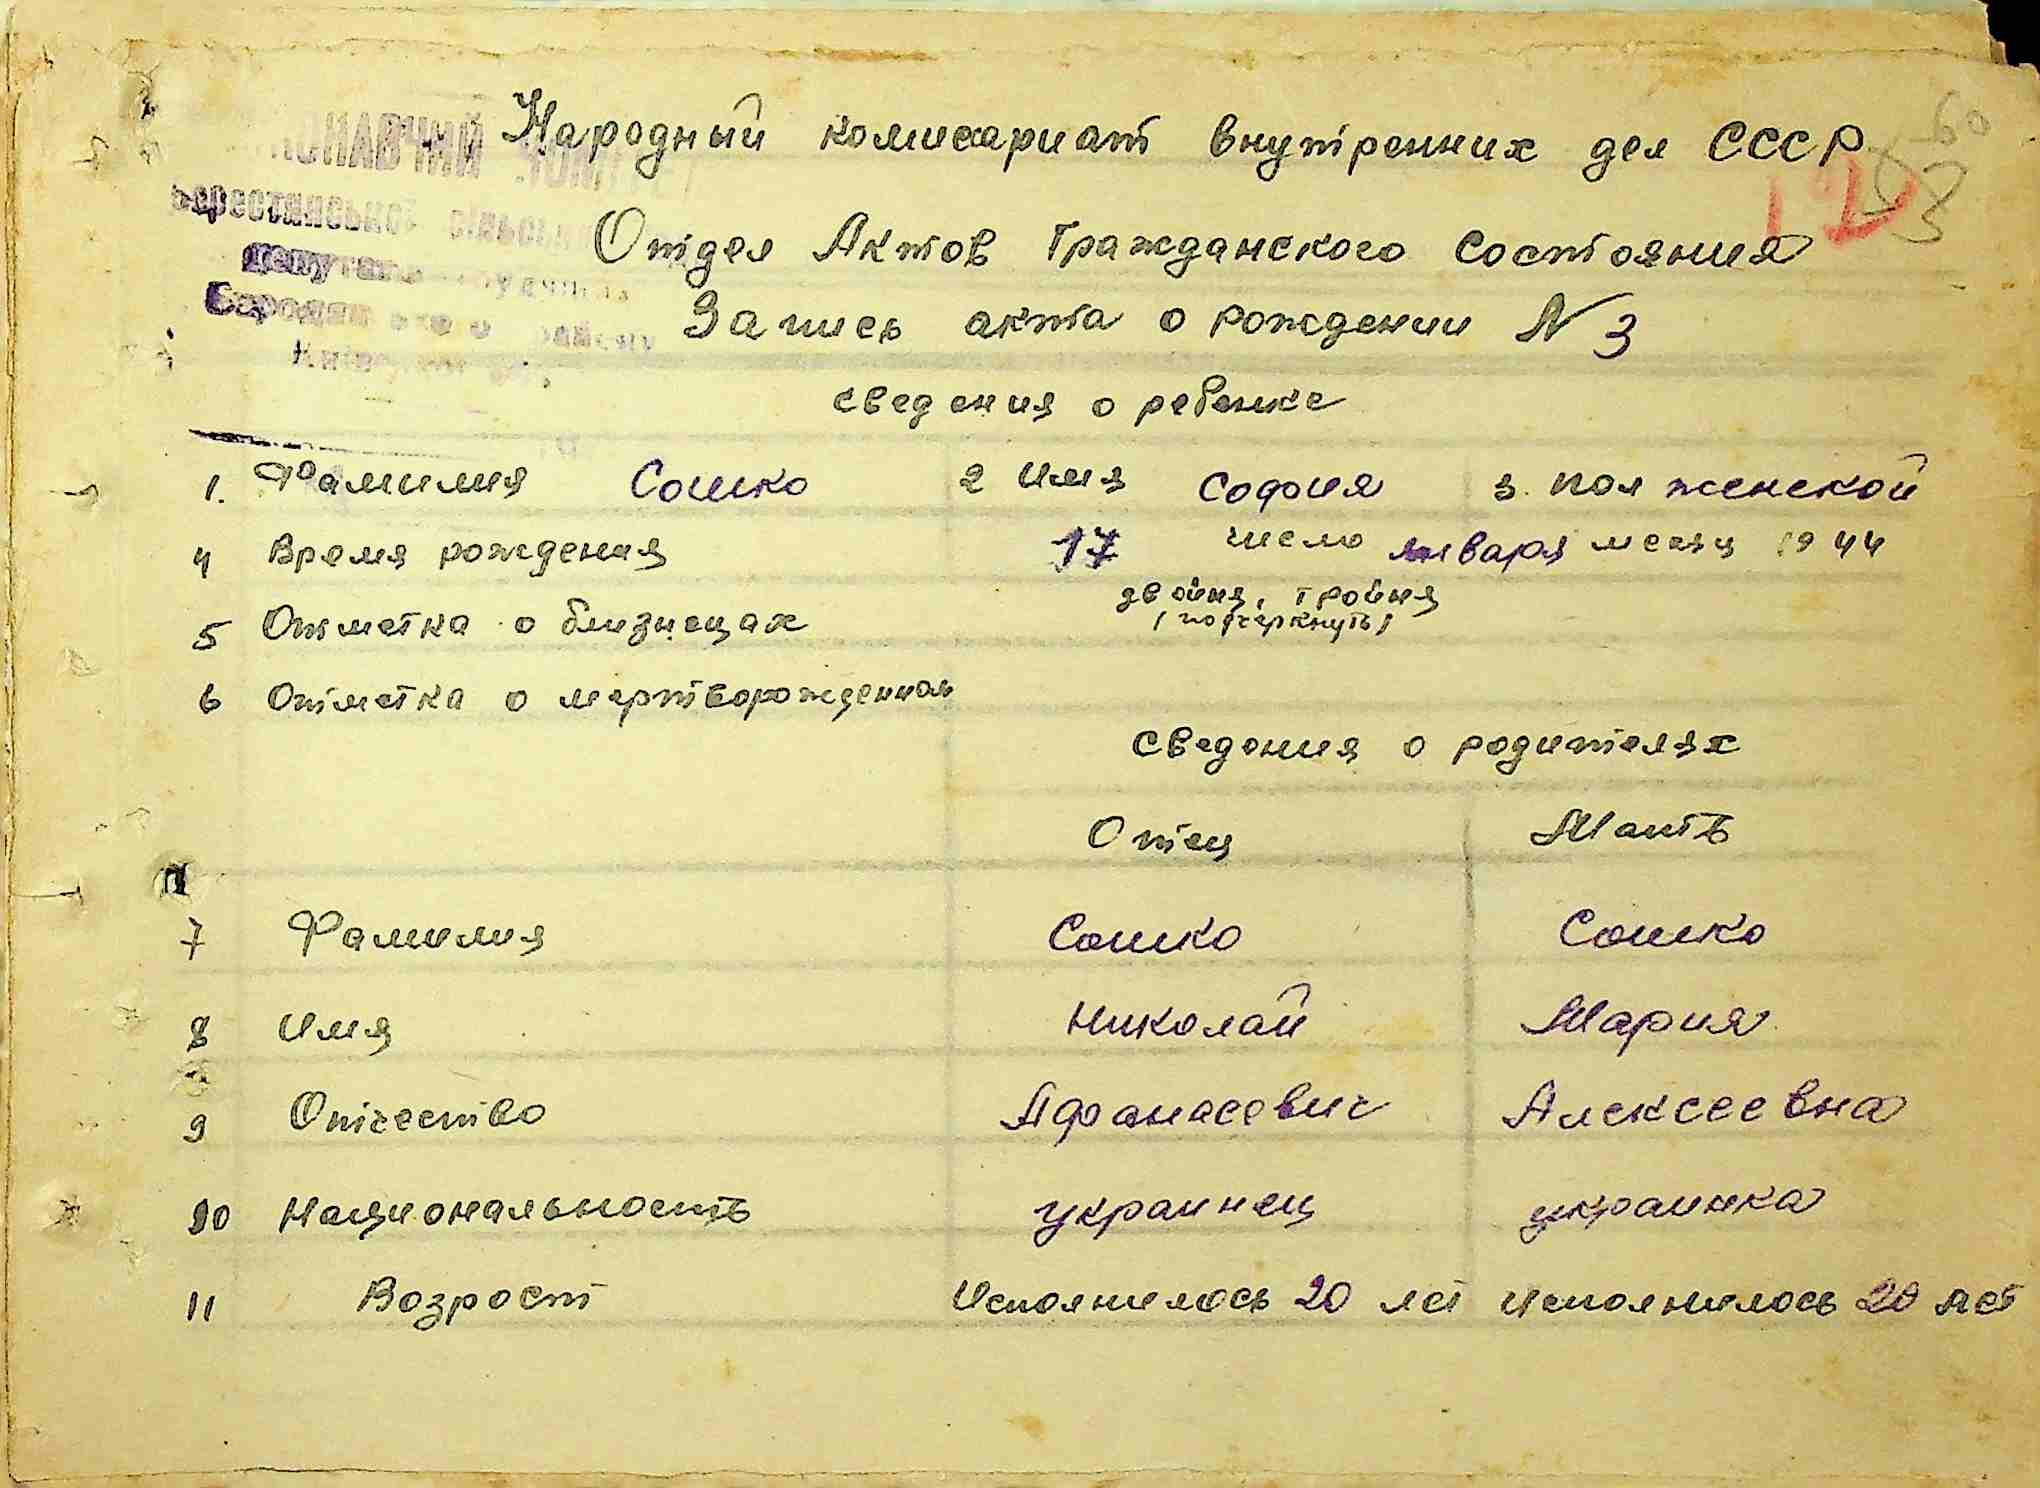 Народный комисариат внутренних дел СССР
Отдел Актов Гражданского Состояния
Запись акта о рождении N 3
сведения о ребенке
1. Фамилия Сошко 2 Имя София 3. пол женской
4 Время рождения 17 число января месяц 1944
5 Отметка о близнецах двойня, тройня
(подчеркнуть)
6 Отметка о мертворожденном
Сведения о родителях
Отец Мать
7 Фамилия Сошко Сошко
8 Имя Николай Мария
9 Отчество Афанасевич Алексеевна
10 Национальность украинец украинка
11 Возрост Исполнилось 20 лет исполнилось 20 лет